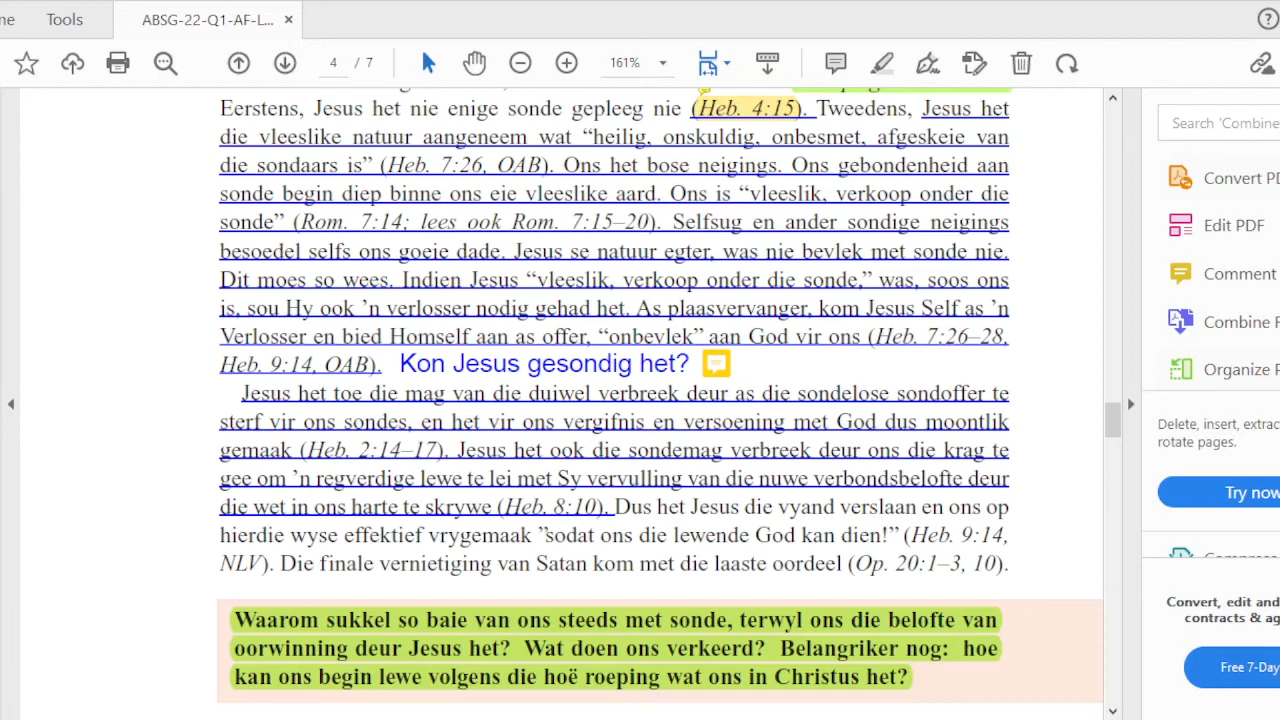 me
Tools
ABSG-22-Q1-AF-L... ×
4 / 7
161%
Eerstens, Jesus het nie enige sonde gepleeg nie (Heb. 4:15). Tweedens, Jesus het
die vleeslike natuur aangeneem wat “heilig, onskuldig, onbesmet, afgeskeie van
die sondaars is” (Heb. 7:26, OAB). Ons het bose neigings. Ons gebondenheid aan
sonde begin diep binne ons eie vleeslike aard. Ons is “vleeslik, verkoop onder die
sonde” (Rom. 7:14; lees ook Rom. 7:15–20). Selfsug en ander sondige neigings
besoedel selfs ons goeie dade. Jesus se natuur egter, was nie bevlek met sonde nie.
Dit moes so wees. Indien Jesus “vleeslik, verkoop onder die sonde,” was, soos ons
is, sou Hy ook ’n verlosser nodig gehad het. As plaasvervanger, kom Jesus Self as ’n
Verlosser en bied Homself aan as offer, “onbevlek” aan God vir ons (Heb. 7:26–28,
Heb. 9:14, OAB). Kon Jesus gesondig het?
Jesus het toe die mag van die duiwel verbreek deur as die sondelose sondoffer te
sterf vir ons sondes, en het vir ons vergifnis en versoening met God dus moontlik
gemaak (Heb. 2:14–17). Jesus het ook die sondemag verbreek deur ons die krag te
gee om ’n regverdige lewe te lei met Sy vervulling van die nuwe verbondsbelofte deur
die wet in ons harte te skrywe (Heb. 8:10). Dus het Jesus die vyand verslaan en ons op
hierdie wyse effektief vrygemaak ”sodat ons die lewende God kan dien!” (Heb. 9:14,
NLV). Die finale vernietiging van Satan kom met die laaste oordeel (Op. 20:1–3, 10).
Waarom sukkel so baie van ons steeds met sonde, terwyl ons die belofte van
oorwinning deur Jesus het? Wat doen ons verkeerd? Belangriker nog: hoe
kan ons begin lewe volgens die hoë roeping wat ons in Christus het?
Search 'Combine
Convert PD
Edit PDF
Comment
Combine F
Organize P
Delete, insert, extract
rotate pages.
Try now
Convert, edit and
contracts & ag
Free 7-Day